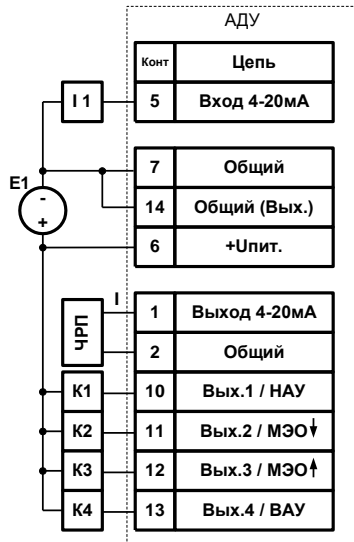 АДУ
Конт Цепь
I 1 5 Вход 4-20мА
7 Общий
E1 - 14 Общий (Вых.)
+ 6 +Uпит.
I 1 Выход 4-20мА
ЧРП 2 Общий
К1 10 Вых.1 / НАУ
К2 11 Вых.2 / МЭО↓
К3 12 Вых.3 / МЭО↑
К4 13 Вых.4 / ВАУ